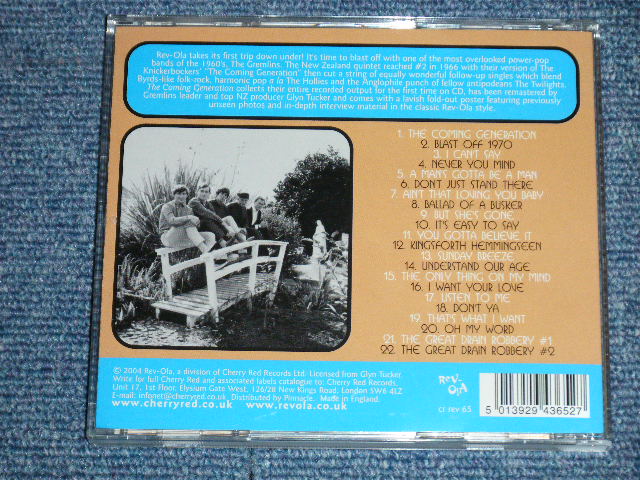 Rev-Ola takes its first trip down under! It's time to blast off with one of the most overlooked power-pop
bands of the 1960's, The Gremlins. The New Zealand quintet reached #2 in 1966 with their version of The
Knickerbockers' "The Coming Generation" then cut a string of equally wonderful follow-up singles which blend
Byrds-like folk-rock, harmonic pop a la The Hollies and the Anglophile punch of fellow antipodeans The Twilights.
The Coming Generation collects their entire recorded output for the first time on CD, has been remastered by
Gremlins leader and top NZ producer Glyn Tucker and comes with a lavish fold-out poster featuring previously
unseen photos and in-depth interview material in the classic Rev-Ola style.
1. THE COMING GENERATION
2. BLAST OFF 1970
3. I CAN'T SAY
4. NEVER YOU MIND
5. A MAN'S GOTTA BE A MAN
6. DON'T JUST STAND THERE
7. AIN'T THAT LOVING YOU BABY
8. BALLAD OF A BUSKER
9. BUT SHE'S GONE
10. IT'S EASY TO SAY
11. YOU GOTTA BELIEVE IT
12. KINGSFORTH HEMMINGSEEN
13. SUNDAY BREEZE
14. UNDERSTAND OUR AGE
15. THE ONLY THING ON MY MIND
16. I WANT YOUR LOVE
17. LISTEN TO ME
18. DON'T YA
19. THAT'S WHAT I WANT
20. OH MY WORD
21. THE GREAT DRAIN ROBBERY #1
22. THE GREAT DRAIN ROBBERY #2
© 2004 Rev-Ola, a division of Cherry Red Records Ltd. Licensed from Glyn Tucker.
Write for full Cherry Red and associated labels catalogue to: Cherry Red Records,
Unit 17, 1st Floor, Elysium Gate West, 126/28 New Kings Road, London SW6 4LZ
E-mail: infonet@cherryred.co.uk Distributed by Pinnacle. Made in England.
www.cherryred.co.uk www.revola.co.uk
REV-OLA
cr rev 65
5 013929 436527